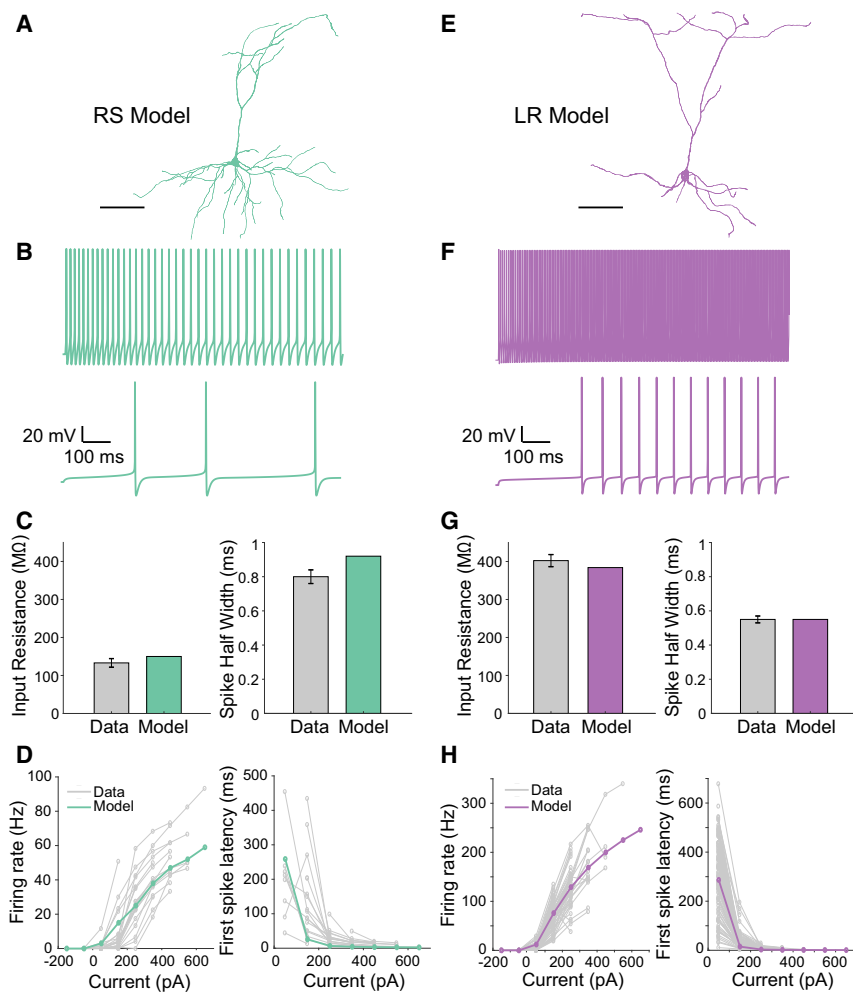 A
RS Model
E
LR Model
B
20 mV
100 ms
F
20 mV
100 ms
C
Input Resistance (MΩ)
400
300
200
100
0
Data Model
Spike Half Width (ms)
1
0.8
0.6
0.4
0.2
0
Data Model
G
Input Resistance (MΩ)
400
300
200
100
0
Data Model
Spike Half Width (ms)
1
0.8
0.6
0.4
0.2
0
Data Model
D
Firing rate (Hz)
100
80
60
40
20
0
Data
Model
-200 0 200 400 600
Current (pA)
First spike latency (ms)
500
400
300
200
100
0
0 200 400 600
Current (pA)
H
Firing rate (Hz)
300
200
100
0
Data
Model
-200 0 200 400 600
Current (pA)
First spike latency (ms)
700
600
500
400
300
200
100
0
0 200 400 600
Current (pA)